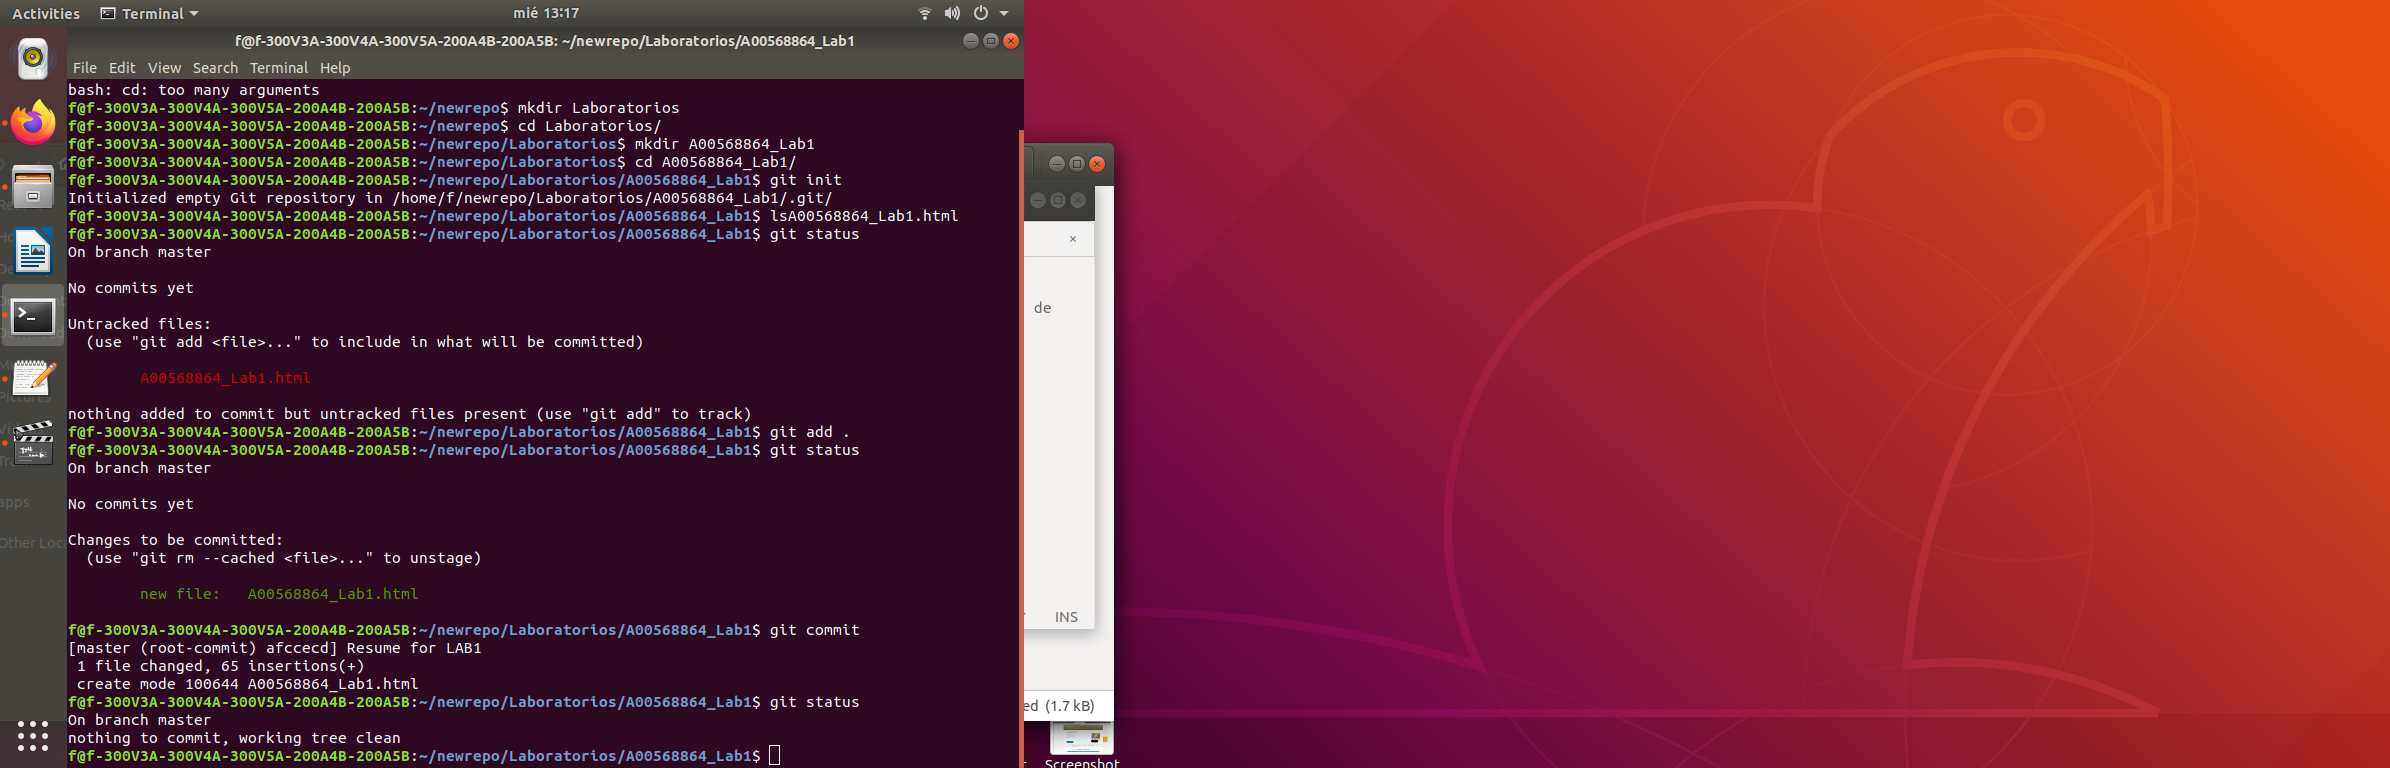 Activities
Terminal
mié 13:17
f@f-300V3A-300V4A-300V5A-200A4B-200A5B: ~/newrepo/Laboratorios/A00568864_Lab1
File Edit View Search Terminal Help
bash: cd: too many arguments
f@f-300V3A-300V4A-300V5A-200A4B-200A5B:~/newrepo$ mkdir Laboratorios
f@f-300V3A-300V4A-300V5A-200A4B-200A5B:~/newrepo$ cd Laboratorios/
f@f-300V3A-300V4A-300V5A-200A4B-200A5B:~/newrepo/Laboratorios$ mkdir A00568864_Lab1
f@f-300V3A-300V4A-300V5A-200A4B-200A5B:~/newrepo/Laboratorios$ cd A00568864_Lab1/
f@f-300V3A-300V4A-300V5A-200A4B-200A5B:~/newrepo/Laboratorios/A00568864_Lab1$ git init
Initialized empty Git repository in /home/f/newrepo/Laboratorios/A00568864_Lab1/.git/
f@f-300V3A-300V4A-300V5A-200A4B-200A5B:~/newrepo/Laboratorios/A00568864_Lab1$ lsA00568864_Lab1.html
f@f-300V3A-300V4A-300V5A-200A4B-200A5B:~/newrepo/Laboratorios/A00568864_Lab1$ git status
On branch master
No commits yet
Untracked files:
(use "git add <file>..." to include in what will be committed)
A00568864_Lab1.html
nothing added to commit but untracked files present (use "git add" to track)
f@f-300V3A-300V4A-300V5A-200A4B-200A5B:~/newrepo/Laboratorios/A00568864_Lab1$ git add .
f@f-300V3A-300V4A-300V5A-200A4B-200A5B:~/newrepo/Laboratorios/A00568864_Lab1$ git status
On branch master
No commits yet
Changes to be committed:
(use "git rm --cached <file>..." to unstage)
new file: A00568864_Lab1.html
f@f-300V3A-300V4A-300V5A-200A4B-200A5B:~/newrepo/Laboratorios/A00568864_Lab1$ git commit
[master (root-commit) afccecd] Resume for LAB1
1 file changed, 65 insertions(+)
create mode 100644 A00568864_Lab1.html
f@f-300V3A-300V4A-300V5A-200A4B-200A5B:~/newrepo/Laboratorios/A00568864_Lab1$ git status
On branch master
nothing to commit, working tree clean
f@f-300V3A-300V4A-300V5A-200A4B-200A5B:~/newrepo/Laboratorios/A00568864_Lab1$
Pictures
apps
Other Loca
de
INS
ed (1.7 kB)
Screenshot